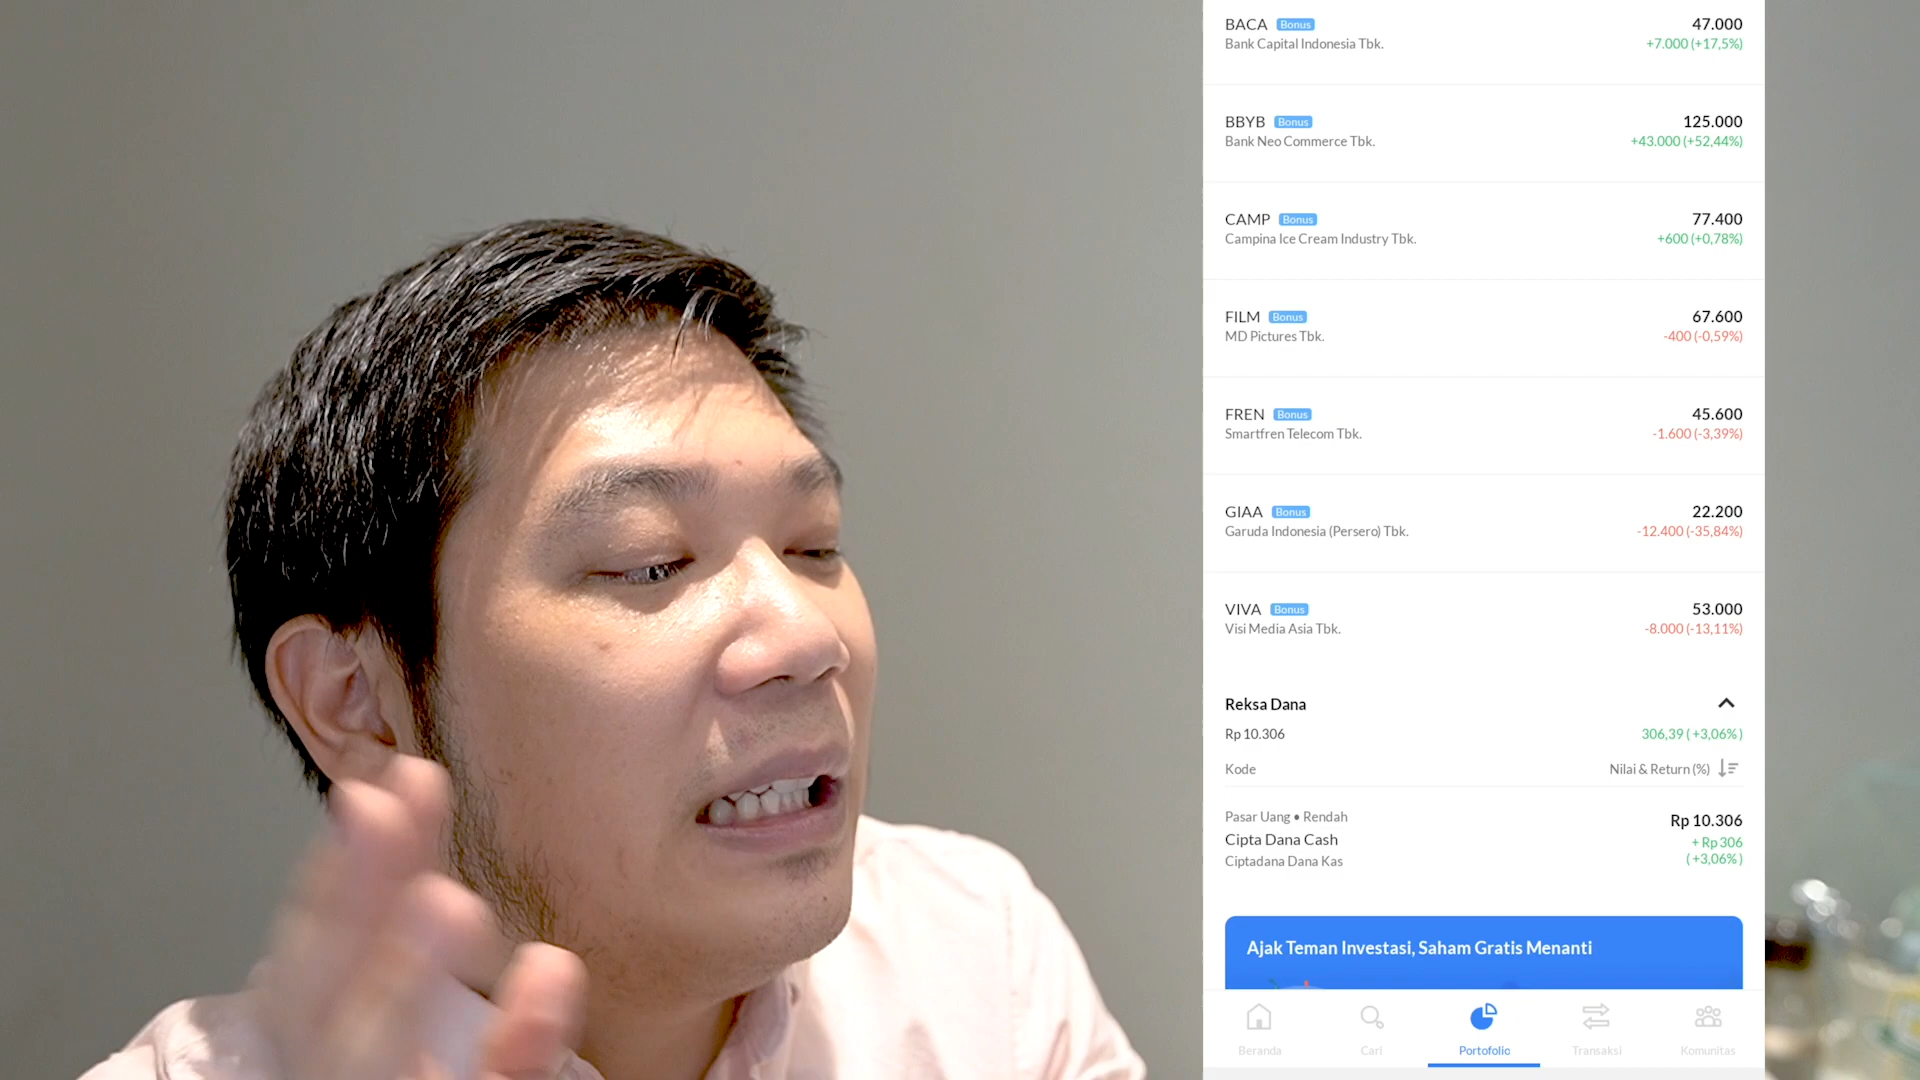 BACA Bonus 47.000
Bank Capital Indonesia Tbk. +7.000 (+17,5%)
BBYB Bonus 125.000
Bank Neo Commerce Tbk. +43.000 (+52,44%)
CAMP Bonus 77.400
Campina Ice Cream Industry Tbk. +600 (+0,78%)
FILM Bonus 67.600
MD Pictures Tbk. -400 (-0,59%)
FREN Bonus 45.600
Smartfren Telecom Tbk. -1.600 (-3,39%)
GIAA Bonus 22.200
Garuda Indonesia (Persero) Tbk. -12.400 (-35,84%)
VIVA Bonus 53.000
Visi Media Asia Tbk. -8.000 (-13,11%)
Reksa Dana
Rp 10.306 306,39 ( +3,06% )
Kode Nilai & Return (%)
Pasar Uang • Rendah Rp 10.306
Cipta Dana Cash + Rp 306
Ciptadana Dana Kas ( +3,06% )
Ajak Teman Investasi, Saham Gratis Menanti
Beranda Cari Portofolio Transaksi Komunitas